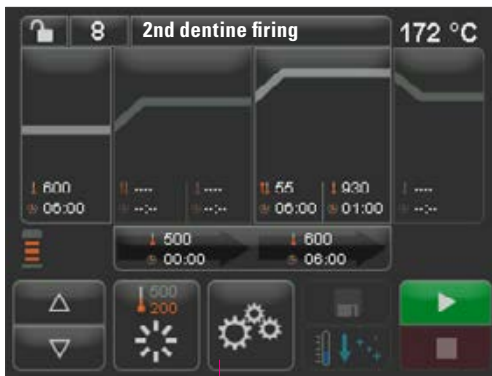 8 2nd dentine firing 172 °C
600 ---- ---- 55 930 ----
06:00 --:-- --:-- 06:00 01:00 --:--
500 600
00:00 06:00
500
200